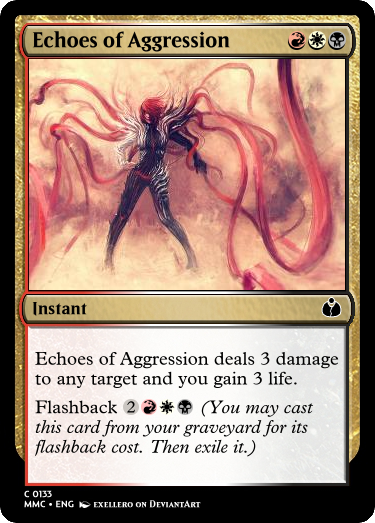 Echoes of Aggression
Instant
Echoes of Aggression deals 3 damage
to any target and you gain 3 life.
Flashback 2 (You may cast
this card from your graveyard for its
flashback cost. Then exile it.)
C 0133
MMC • ENG EXELLERO ON DEVIANTART